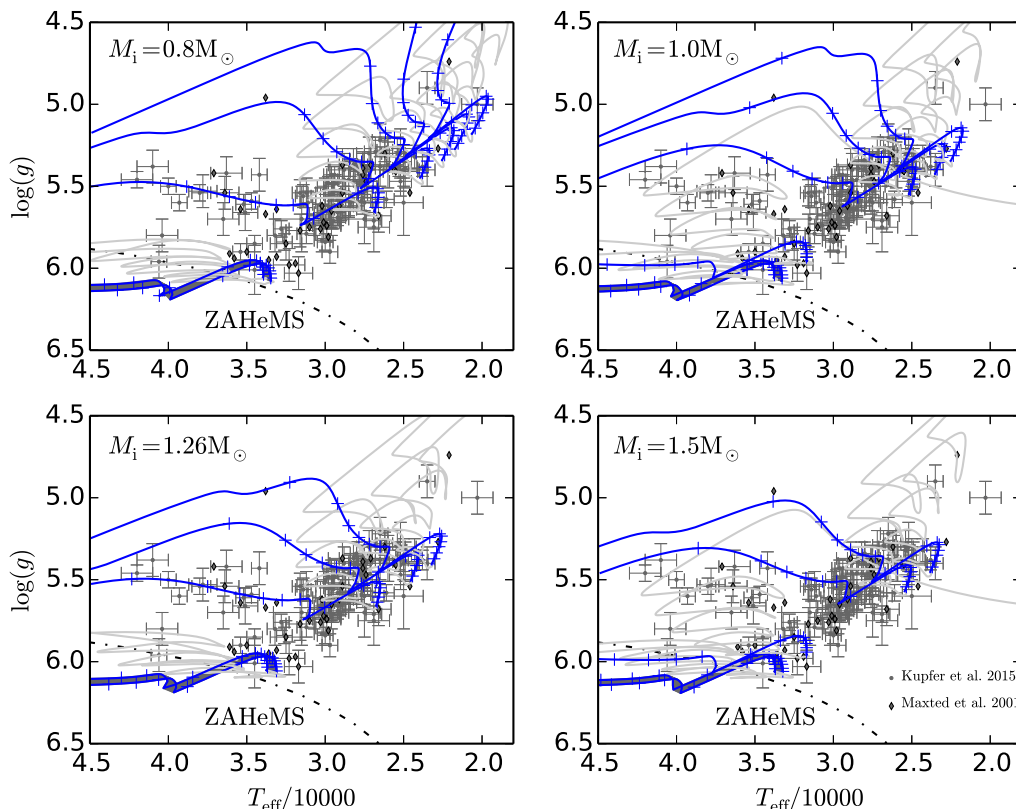 4.5
5.0
5.5
6.0
6.5
log(g)
M_i=0.8M_⊙
ZAHeMS
4.5 4.0 3.5 3.0 2.5 2.0
4.5
5.0
5.5
6.0
6.5
M_i=1.0M_⊙
ZAHeMS
4.5 4.0 3.5 3.0 2.5 2.0
4.5
5.0
5.5
6.0
6.5
log(g)
M_i=1.26M_⊙
ZAHeMS
4.5 4.0 3.5 3.0 2.5 2.0
T_eff/10000
4.5
5.0
5.5
6.0
6.5
M_i=1.5M_⊙
Kupfer et al. 2015
Maxted et al. 2001
ZAHeMS
4.5 4.0 3.5 3.0 2.5 2.0
T_eff/10000